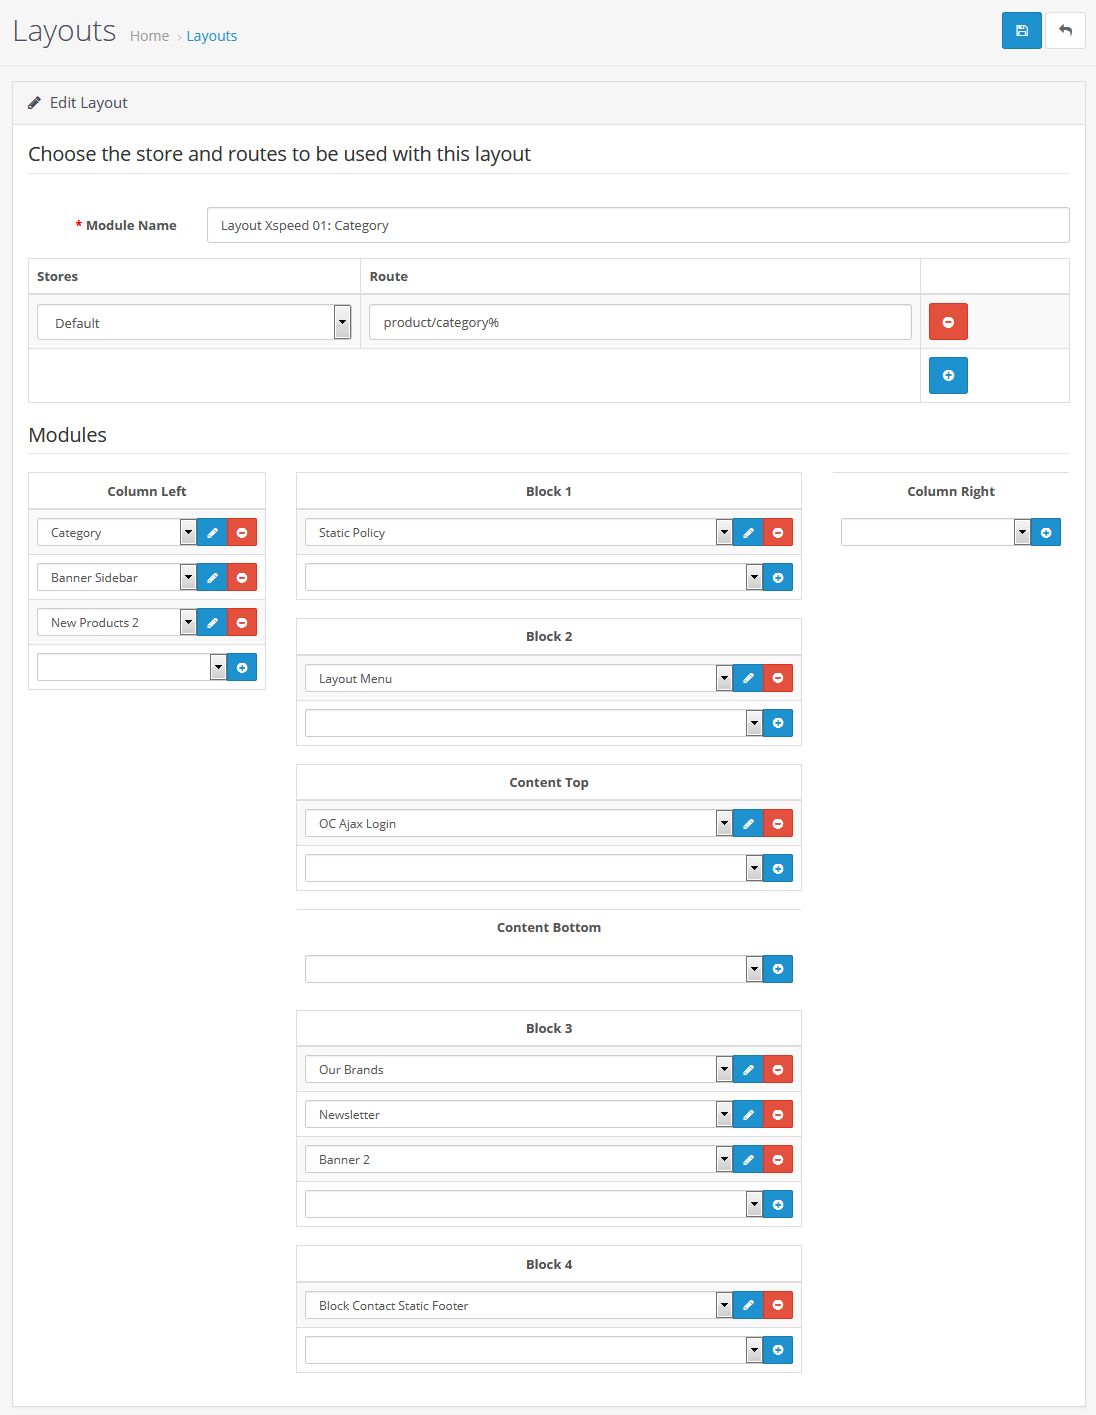 Layouts Home › Layouts
Edit Layout
Choose the store and routes to be used with this layout
* Module Name Layout Xspeed 01: Category
Stores Route
Default product/category%
Modules
Column Left
Category
Banner Sidebar
New Products 2
Block 1
Static Policy
Block 2
Layout Menu
Content Top
OC Ajax Login
Content Bottom
Block 3
Our Brands
Newsletter
Banner 2
Block 4
Block Contact Static Footer
Column Right